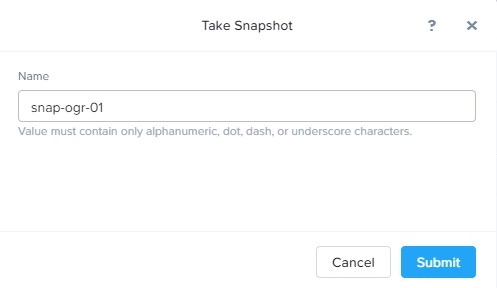 Take Snapshot ? ×
Name
snap-ogr-01
Value must contain only alphanumeric, dot, dash, or underscore characters.
Cancel Submit